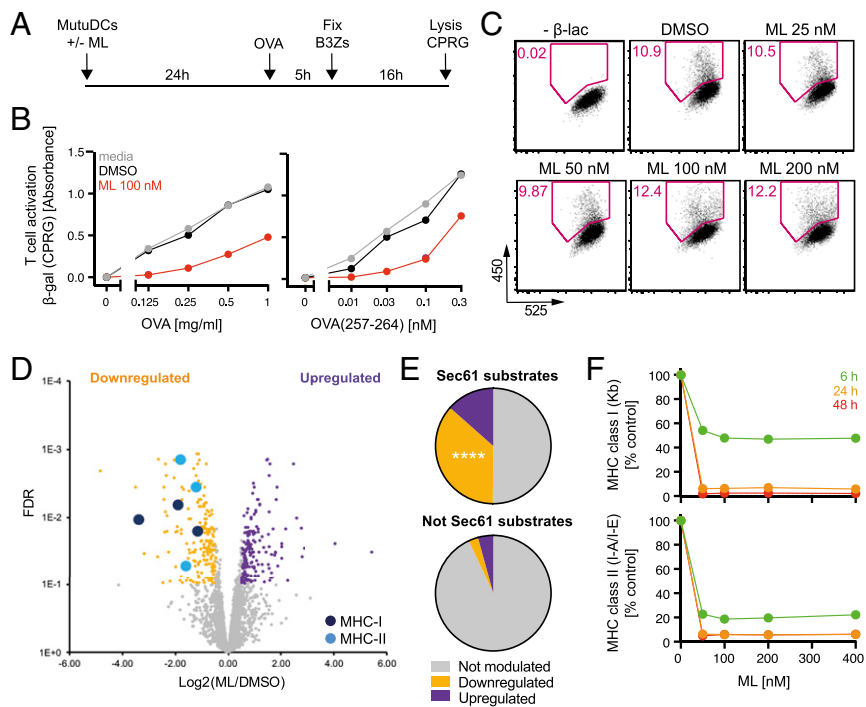 A
MutuDCs
+/- ML
OVA
Fix
B3Zs
Lysis
CPRG
24h
5h
16h
B
T cell activation
β-gal (CPRG) [Absorbance]
1.5
1.0
0.5
0.0
media
DMSO
ML 100 nM
0
0.125
0.25
0.5
1
OVA [mg/ml]
0
0.01
0.03
0.1
0.3
OVA(257-264) [nM]
C
- β-lac
DMSO
ML 25 nM
0.02
10.9
10.5
ML 50 nM
ML 100 nM
ML 200 nM
9.87
12.4
12.2
450
525
D
Downregulated
Upregulated
FDR
1E-4
1E-3
1E-2
1E-1
1E+0
MHC-I
MHC-II
-6.00
-4.00
-2.00
0.00
2.00
4.00
6.00
Log2(ML/DMSO)
E
Sec61 substrates
****
Not Sec61 substrates
Not modulated
Downregulated
Upregulated
F
MHC class I (Kb)
[% control]
100
80
60
40
20
0
6 h
24 h
48 h
MHC class II (I-A/I-E)
[% control]
100
80
60
40
20
0
0
100
200
300
400
ML [nM]